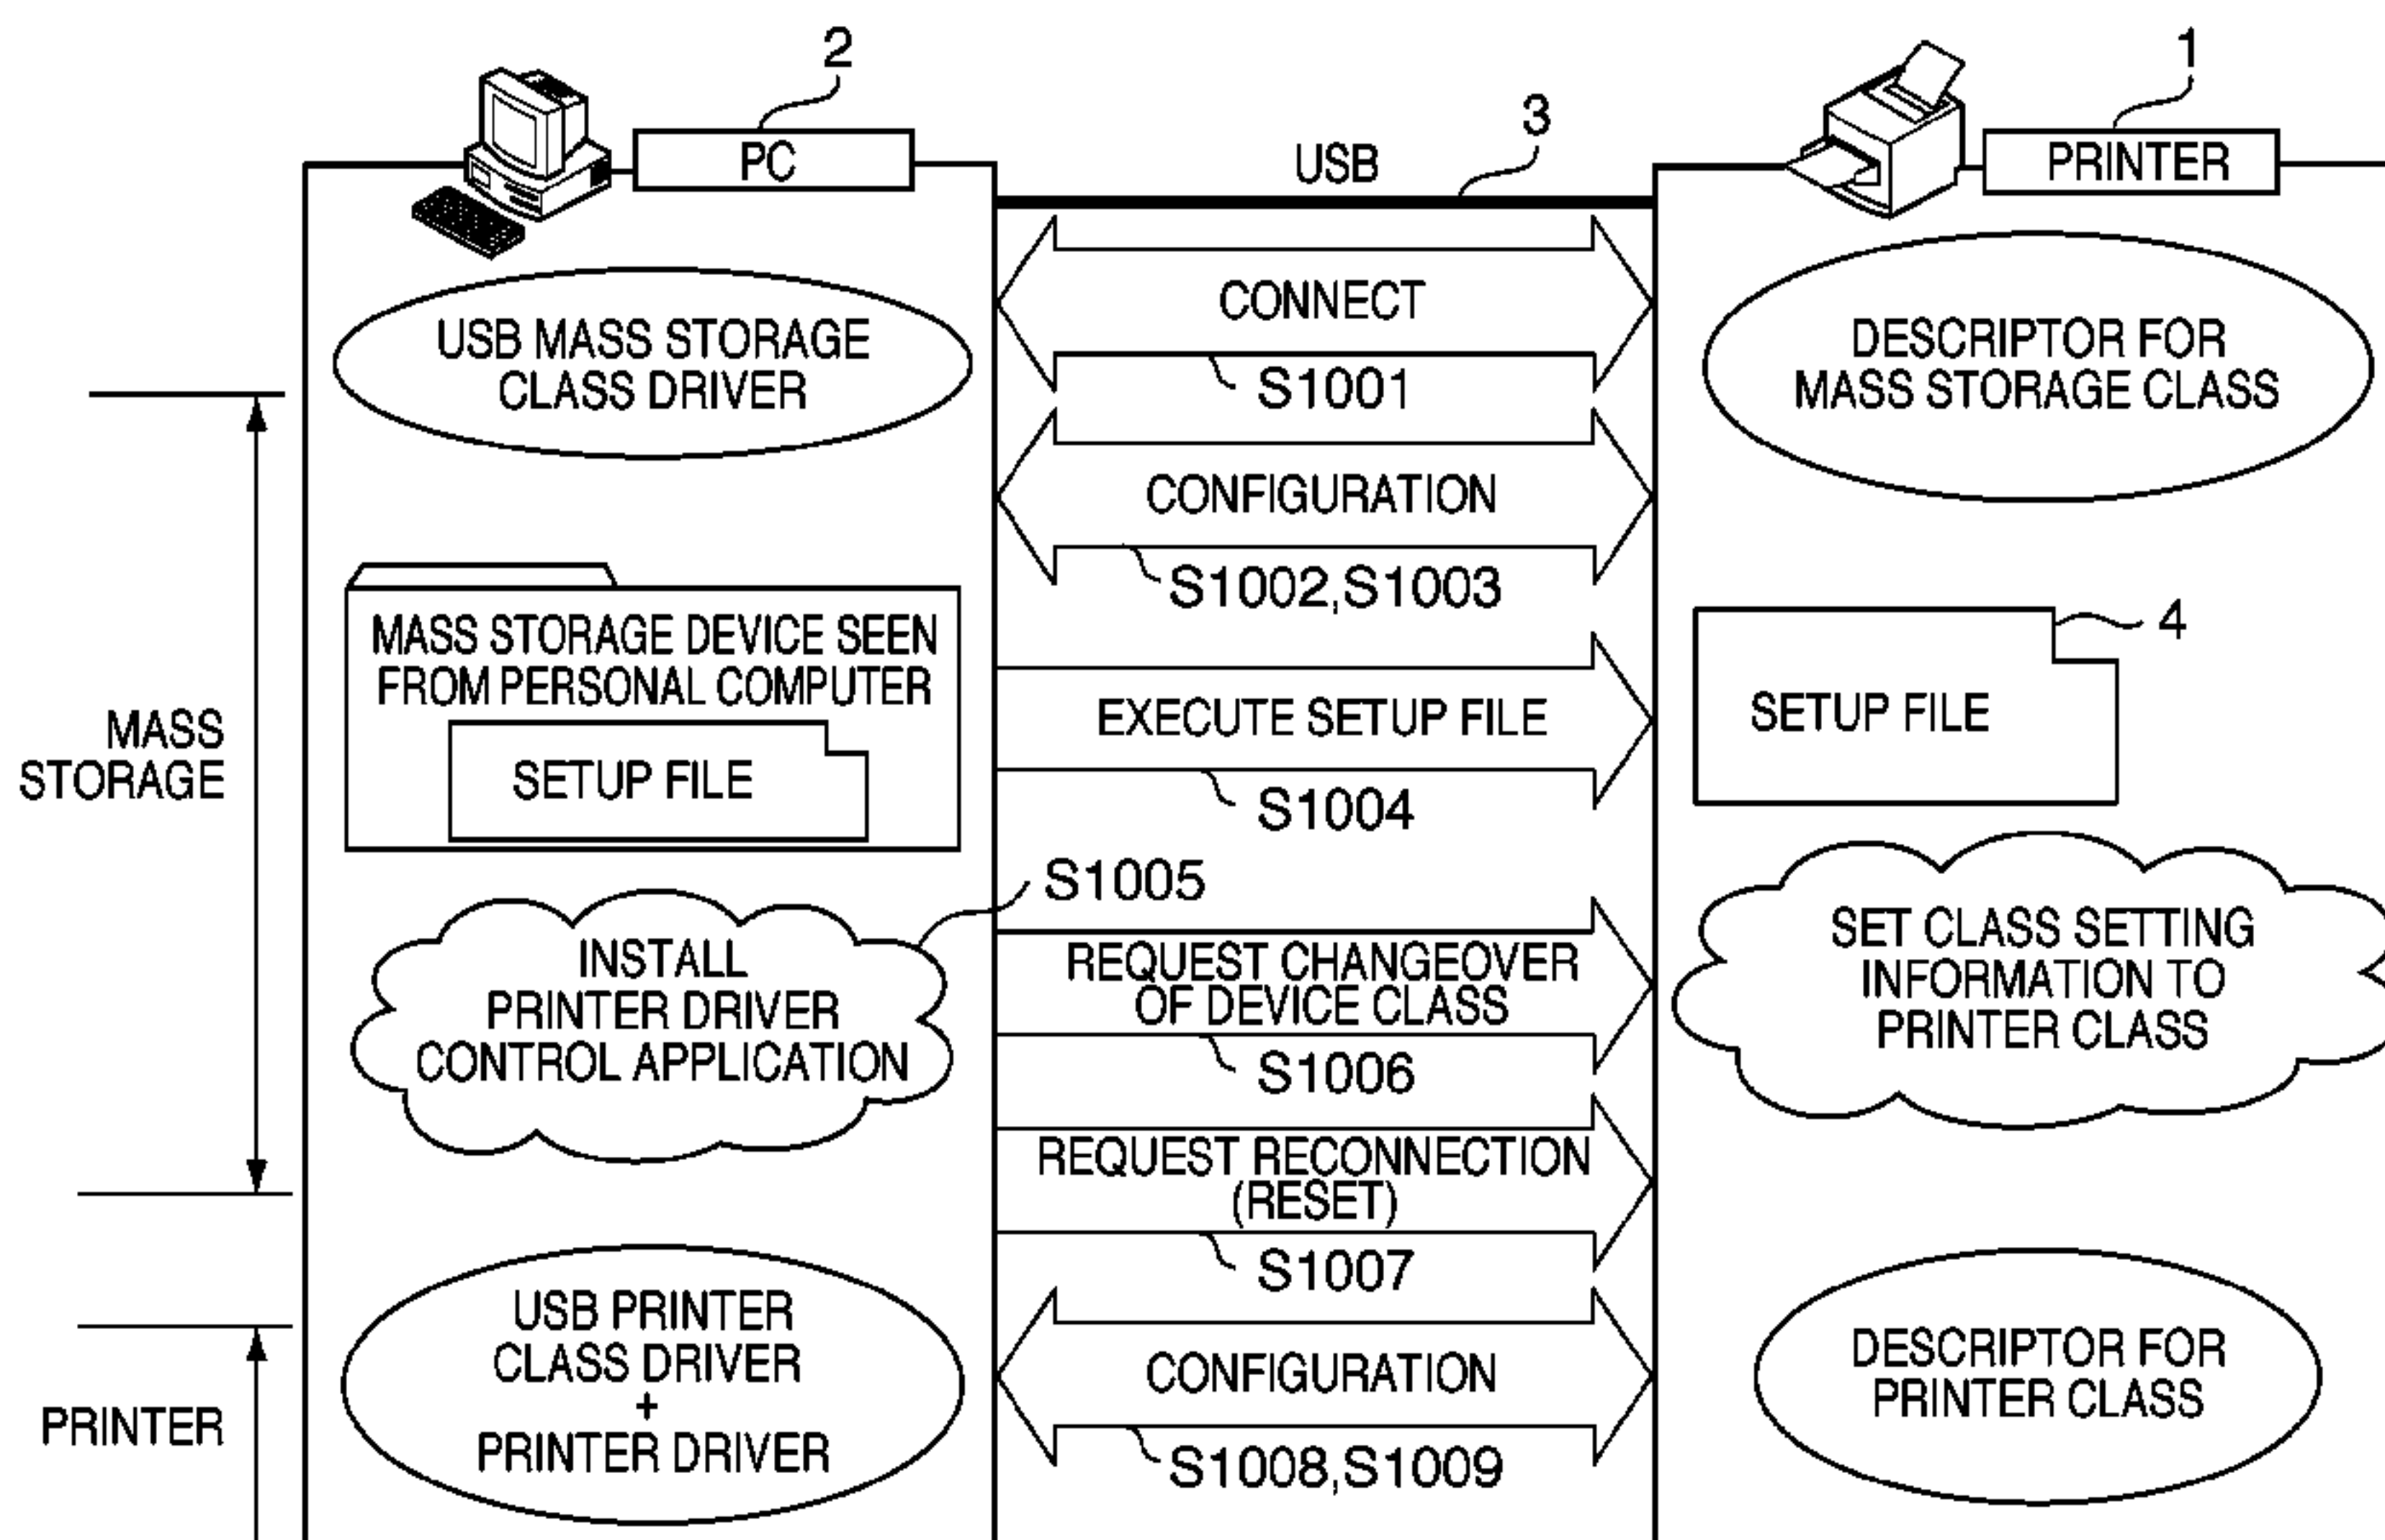 2
PC
3
USB
1
PRINTER
CONNECT
S1001
USB MASS STORAGE
CLASS DRIVER
DESCRIPTOR FOR
MASS STORAGE CLASS
CONFIGURATION
S1002,S1003
MASS
STORAGE
MASS STORAGE DEVICE SEEN
FROM PERSONAL COMPUTER
SETUP FILE
EXECUTE SETUP FILE
S1004
4
SETUP FILE
S1005
INSTALL
PRINTER DRIVER
CONTROL APPLICATION
REQUEST CHANGEOVER
OF DEVICE CLASS
S1006
SET CLASS SETTING
INFORMATION TO
PRINTER CLASS
REQUEST RECONNECTION
(RESET)
S1007
PRINTER
USB PRINTER
CLASS DRIVER
+
PRINTER DRIVER
CONFIGURATION
S1008,S1009
DESCRIPTOR FOR
PRINTER CLASS